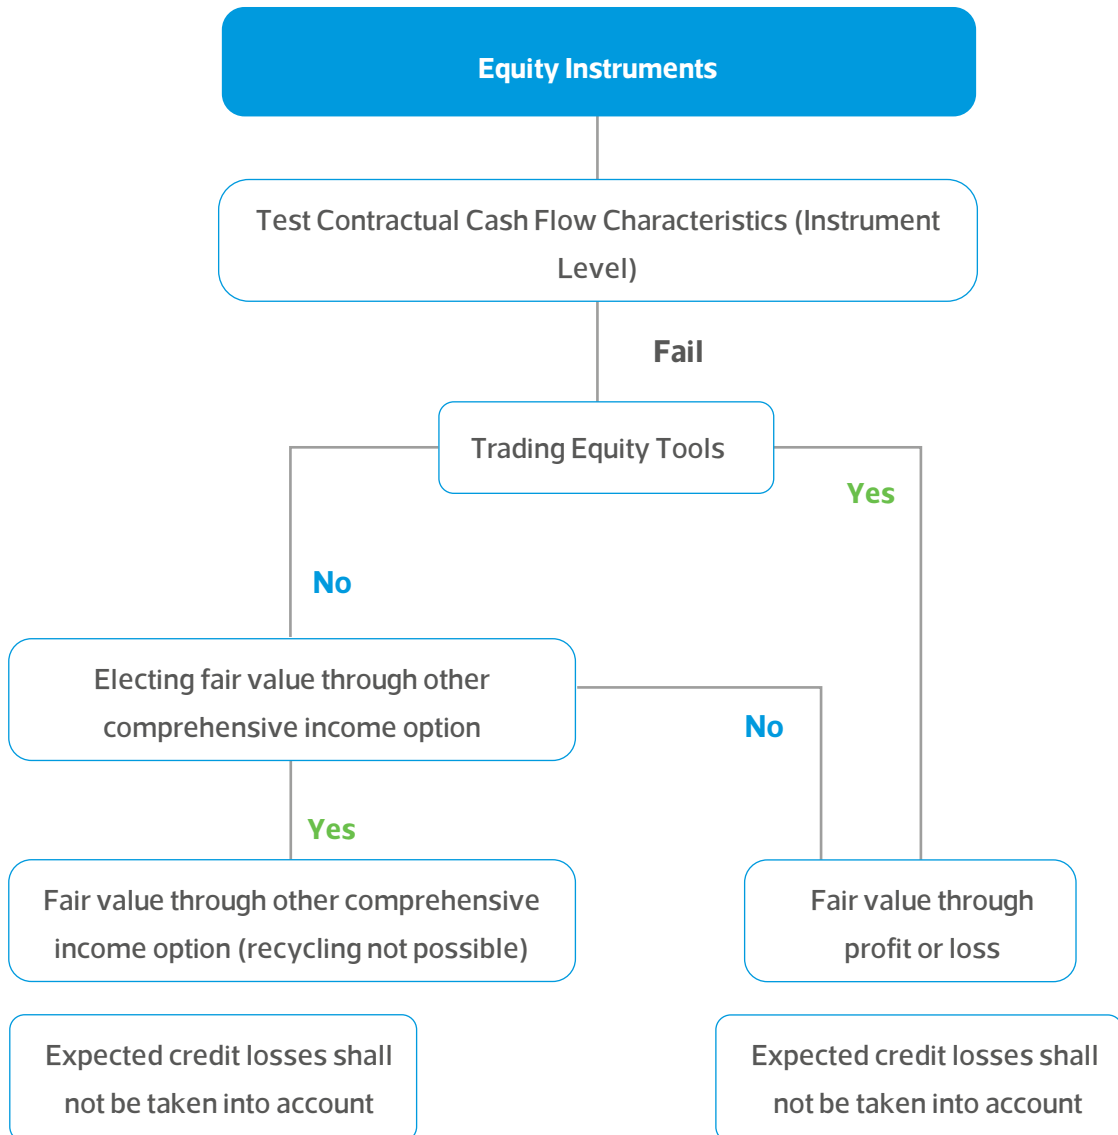 Equity Instruments
Test Contractual Cash Flow Characteristics (Instrument
Level)
Fail
Trading Equity Tools
Yes
No
Electing fair value through other
comprehensive income option
No
Yes
Fair value through other comprehensive
income option (recycling not possible)
Fair value through
profit or loss
Expected credit losses shall
not be taken into account
Expected credit losses shall
not be taken into account